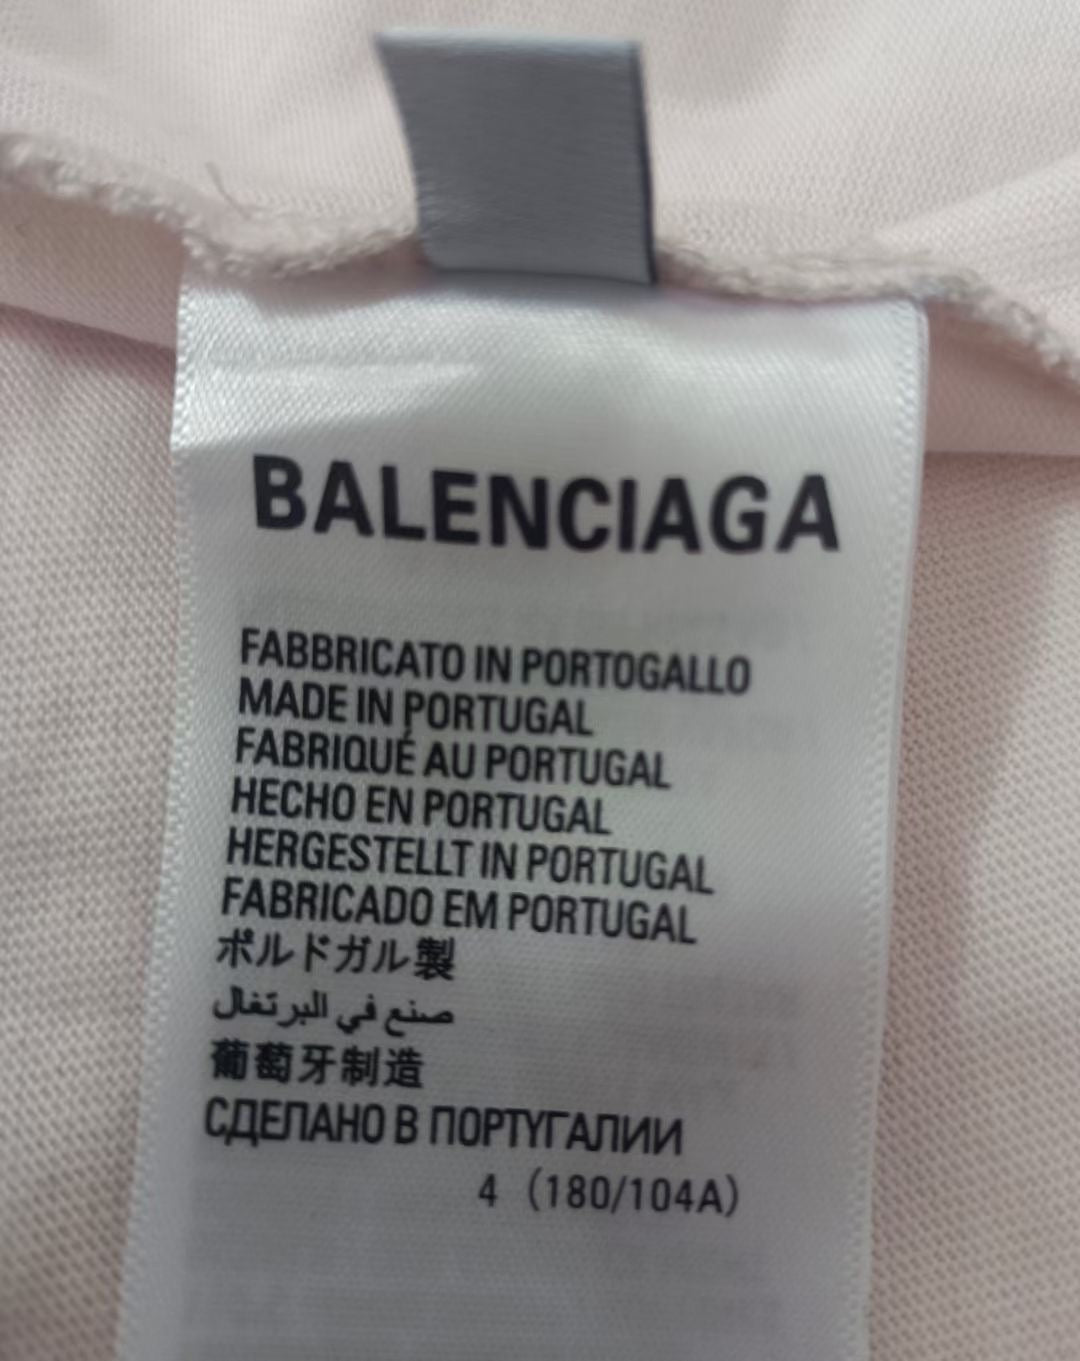 BALENCIAGA
FABBRICATO IN PORTOGALLO
MADE IN PORTUGAL
FABRIQUÉ AU PORTUGAL
HECHO EN PORTUGAL
HERGESTELLT IN PORTUGAL
FABRICADO EM PORTUGAL
ポルトガル製
صنع في البرتغال
葡萄牙制造
СДЕЛАНО В ПОРТУГАЛИИ
4 (180/104A)